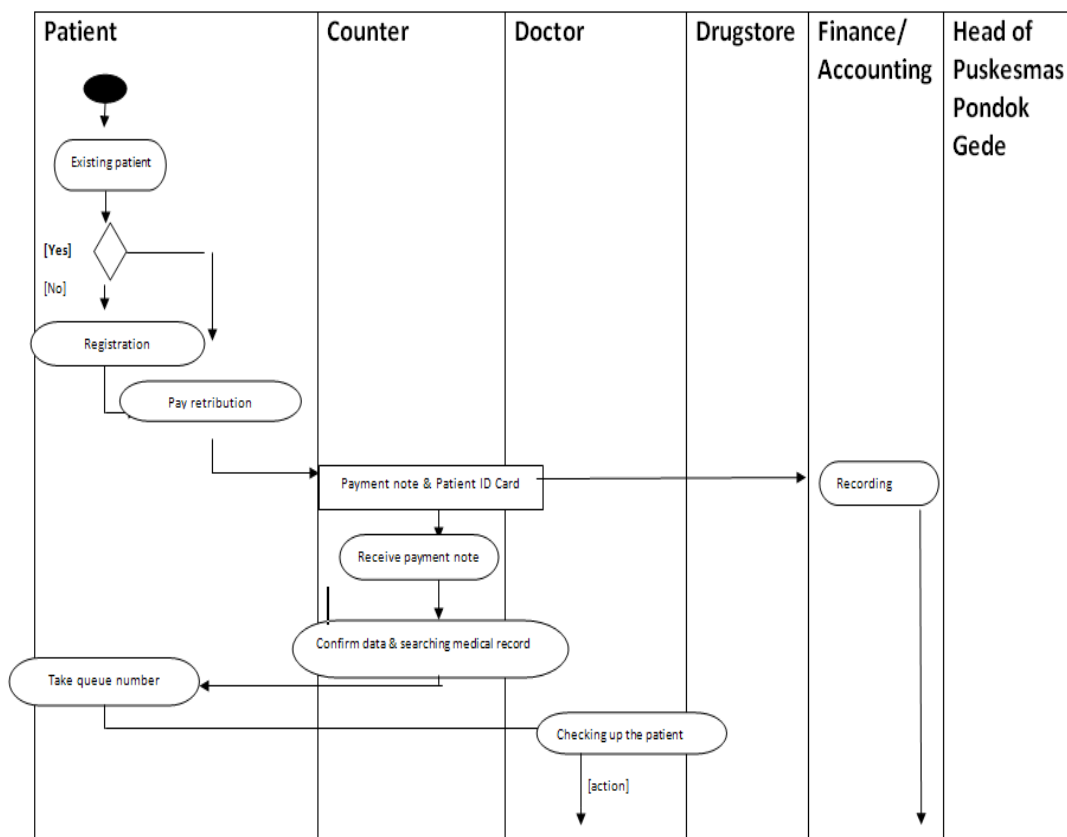 Patient
Counter
Doctor
Drugstore
Finance/
Accounting
Head of
Puskesmas
Pondok
Gede
Existing patient
[Yes]
[No]
Registration
Pay retribution
Payment note & Patient ID Card
Recording
Receive payment note
Confirm data & searching medical record
Take queue number
Checking up the patient
[action]